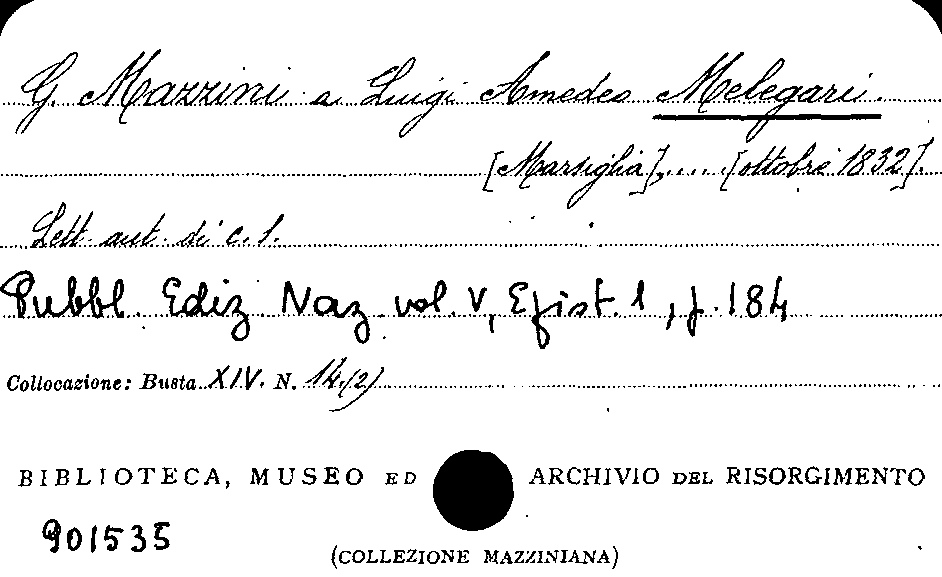 G. Mazzini a Luigi Amedeo Melegari.
[Marsiglia],..... [ottobre 1832].
Lett. aut. di c. 1.
Pubbl. Ediz. Naz. vol. V, Epist. 1, p. 184
Collocazione: Busta XIV. N. 14.(2)
BIBLIOTECA, MUSEO ED ARCHIVIO DEL RISORGIMENTO
901535
(COLLEZIONE MAZZINIANA)